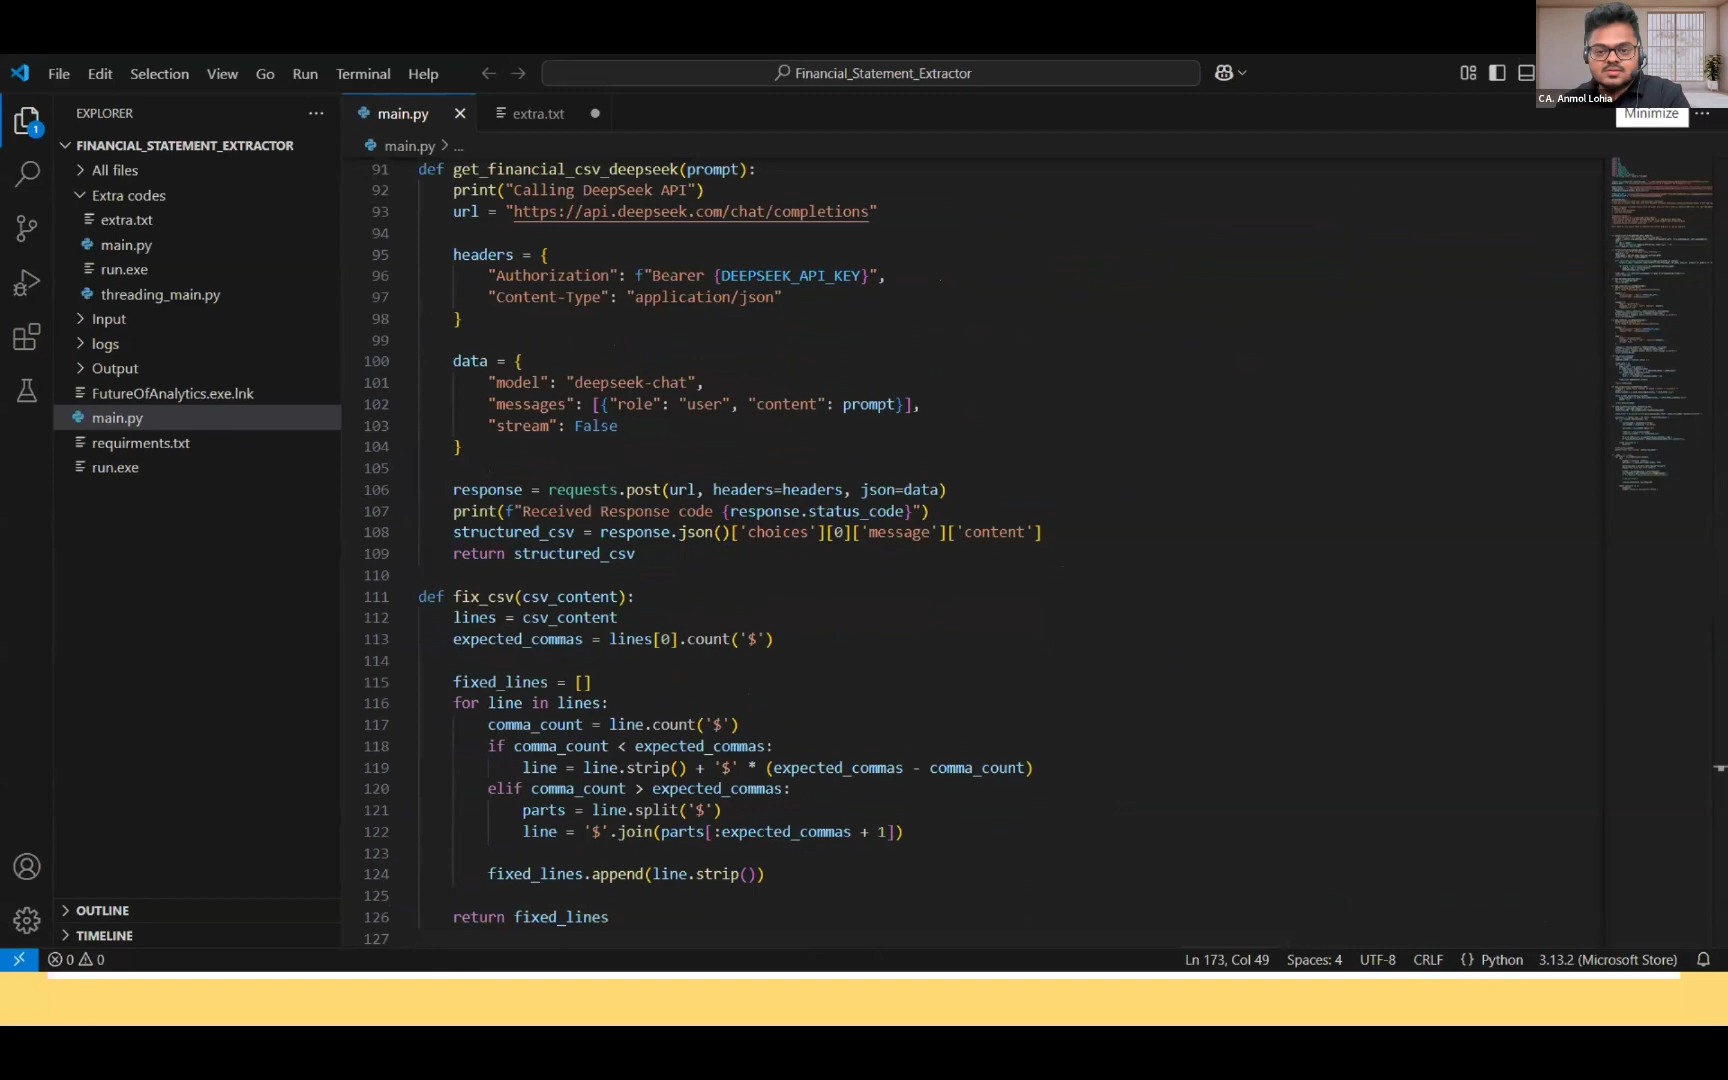 File Edit Selection View Go Run Terminal Help
Financial_Statement_Extractor
CA. Anmol Lohia
Minimize
EXPLORER
main.py
extra.txt
FINANCIAL_STATEMENT_EXTRACTOR
All files
Extra codes
extra.txt
main.py
run.exe
threading_main.py
Input
logs
Output
FutureOfAnalytics.exe.lnk
main.py
requirments.txt
run.exe
OUTLINE
TIMELINE
main.py > ...
91 def get_financial_csv_deepseek(prompt):
92 print("Calling DeepSeek API")
93 url = "https://api.deepseek.com/chat/completions"
94
95 headers = {
96 "Authorization": f"Bearer {DEEPSEEK_API_KEY}",
97 "Content-Type": "application/json"
98 }
99
100 data = {
101 "model": "deepseek-chat",
102 "messages": [{"role": "user", "content": prompt}],
103 "stream": False
104 }
105
106 response = requests.post(url, headers=headers, json=data)
107 print(f"Received Response code {response.status_code}")
108 structured_csv = response.json()['choices'][0]['message']['content']
109 return structured_csv
110
111 def fix_csv(csv_content):
112 lines = csv_content
113 expected_commas = lines[0].count('$')
114
115 fixed_lines = []
116 for line in lines:
117 comma_count = line.count('$')
118 if comma_count < expected_commas:
119 line = line.strip() + '$' * (expected_commas - comma_count)
120 elif comma_count > expected_commas:
121 parts = line.split('$')
122 line = '$'.join(parts[:expected_commas + 1])
123
124 fixed_lines.append(line.strip())
125
126 return fixed_lines
127
0 0
Ln 173, Col 49 Spaces: 4 UTF-8 CRLF {} Python 3.13.2 (Microsoft Store)
1